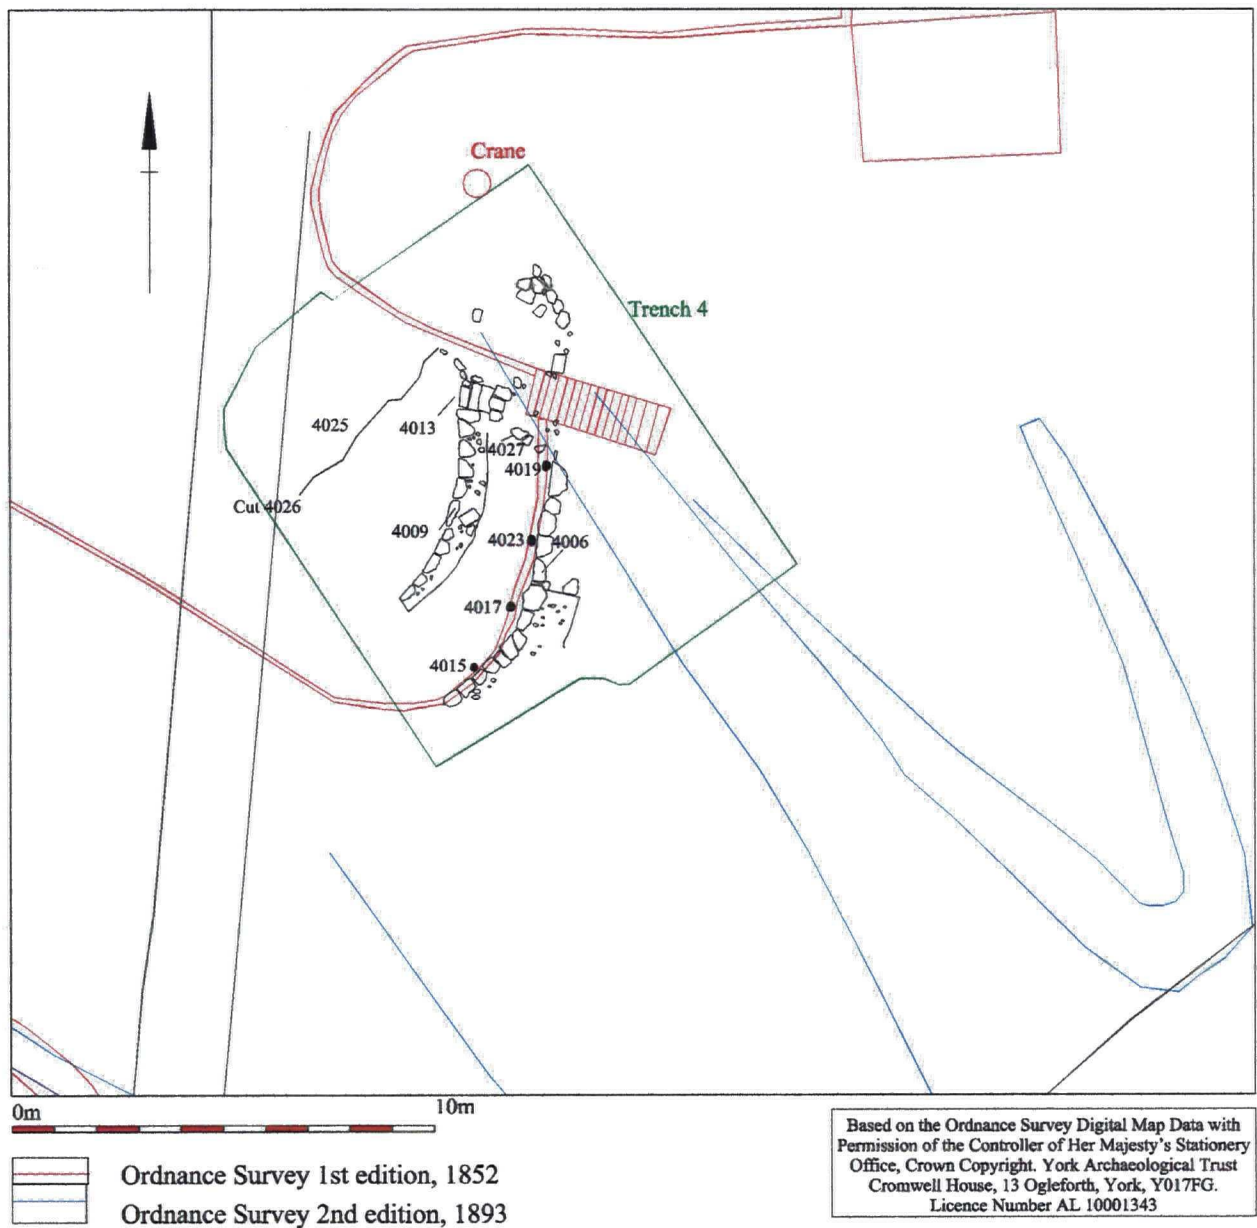 Crane
Trench 4
4025
4013
4027
4019
Cut 4026
4009
4023
4006
4017
4015
0m
10m
Ordnance Survey 1st edition, 1852
Ordnance Survey 2nd edition, 1893
Based on the Ordnance Survey Digital Map Data with
Permission of the Controller of Her Majesty's Stationery
Office, Crown Copyright. York Archaeological Trust
Cromwell House, 13 Ogleforth, York, Y017FG.
Licence Number AL 10001343